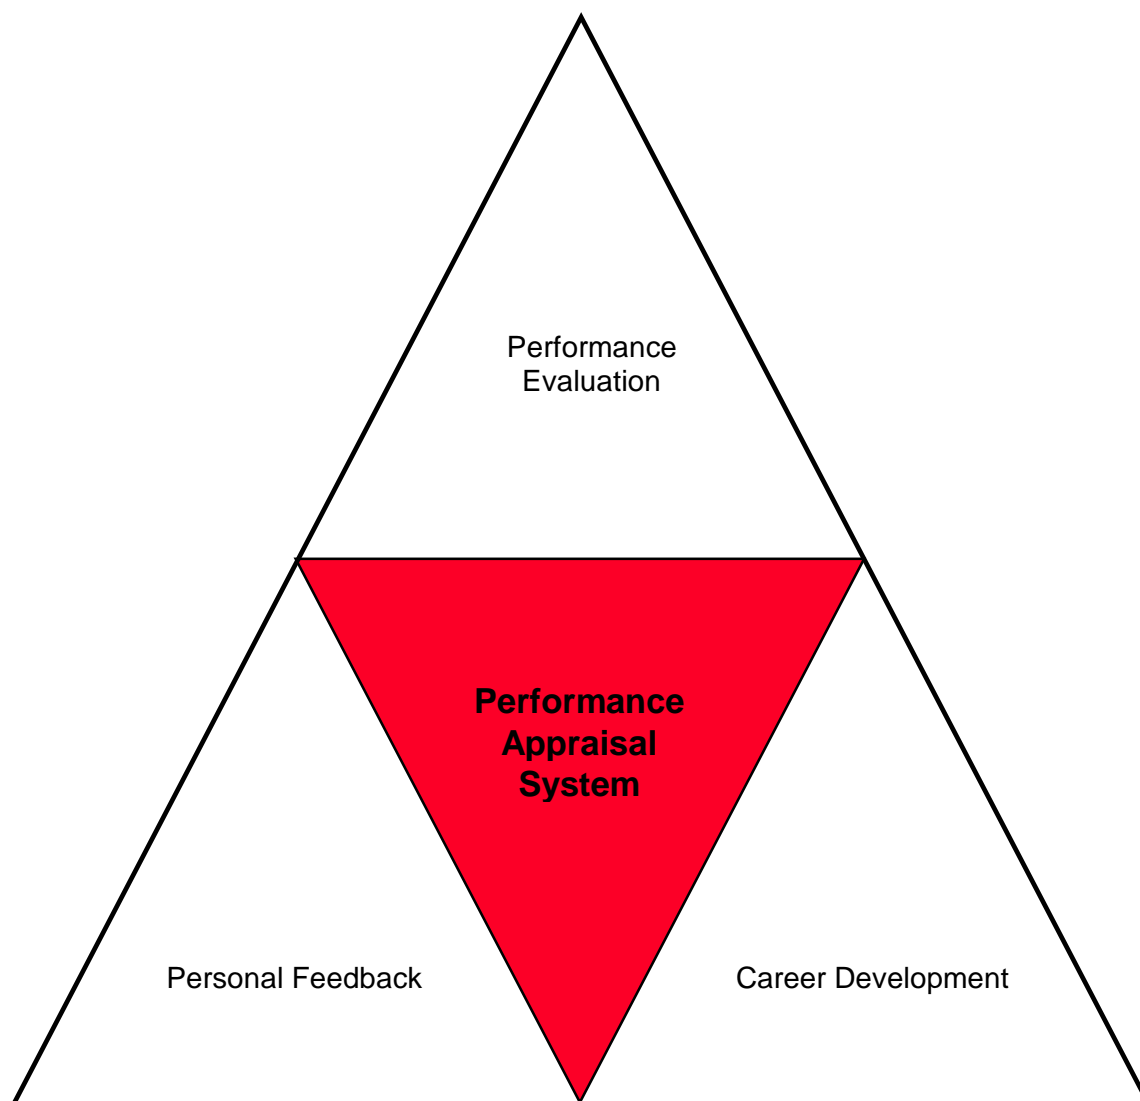 Performance
Evaluation
Performance
Appraisal
System
Personal Feedback
Career Development